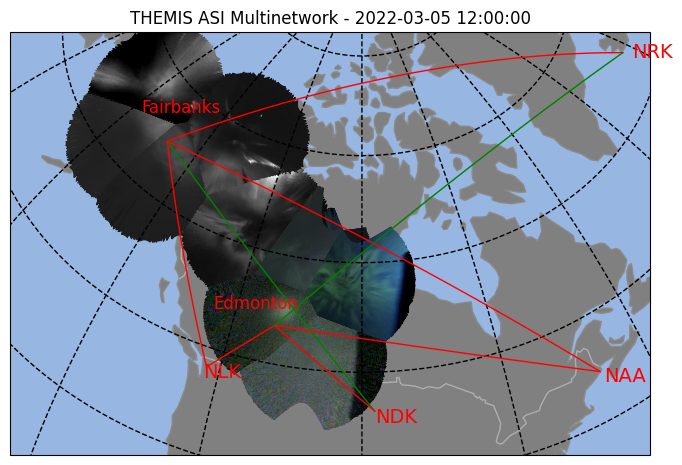 THEMIS ASI Multinetwork - 2022-03-05 12:00:00
NRK
Fairbanks
Edmonton
NLK
NAA
NDK